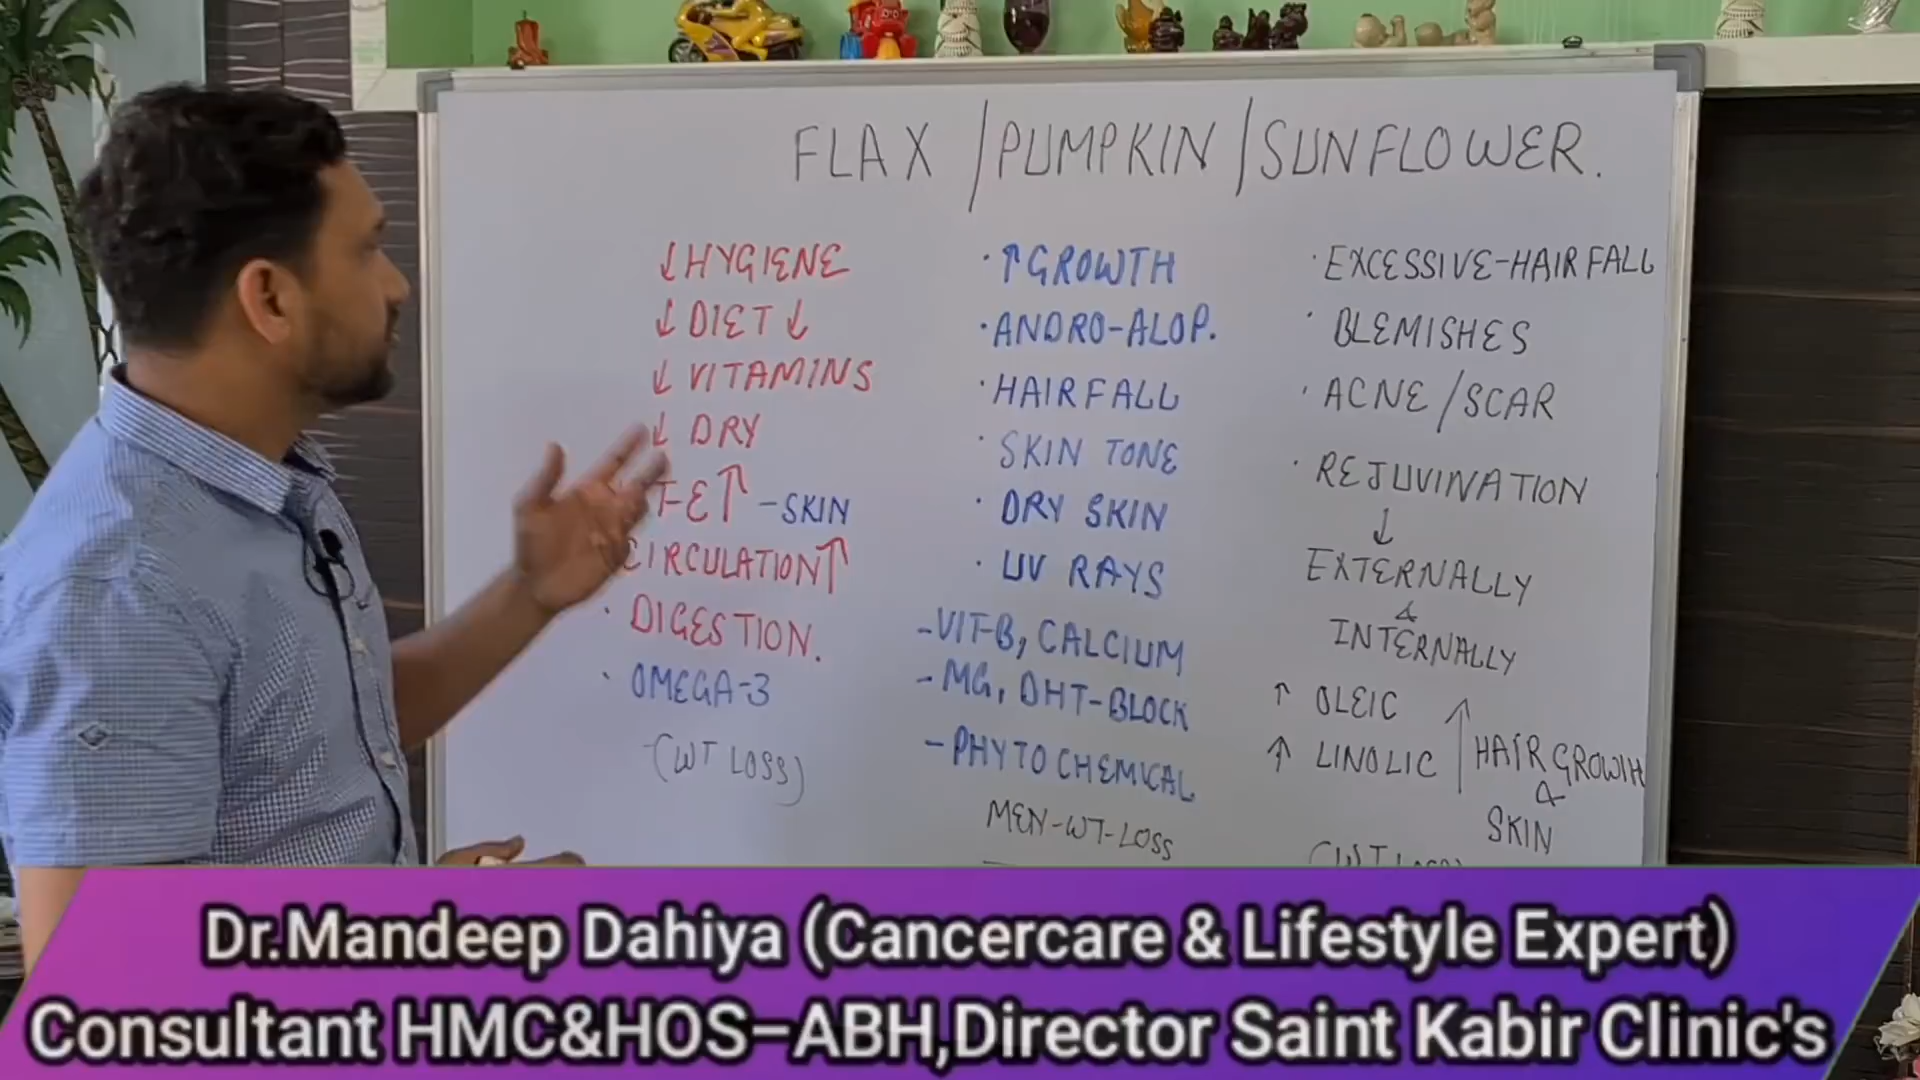 FLAX / PUMPKIN / SUNFLOWER.
↓ HYGIENE
↓ DIET ↓
↓ VITAMINS
↓ DRY
T-E↑ -SKIN
CIRCULATION↑
· DIGESTION.
· OMEGA-3
-(WT LOSS)
· ↑GROWTH
· ANDRO-ALOP.
· HAIRFALL
· SKIN TONE
· DRY SKIN
· UV RAYS
-VIT-B, CALCIUM
-MG, DHT-BLOCK
-PHYTOCHEMICAL
MEN-WT-LOSS
· EXCESSIVE-HAIRFALL
· BLEMISHES
· ACNE/SCAR
· REJUVINATION
↓
EXTERNALLY
&
INTERNALLY
↑ OLEIC
↑ LINOLIC
↑ HAIR GROWTH
&
SKIN
(WT LOSS)
Dr.Mandeep Dahiya (Cancercare & Lifestyle Expert)
Consultant HMC&HOS-ABH,Director Saint Kabir Clinic's